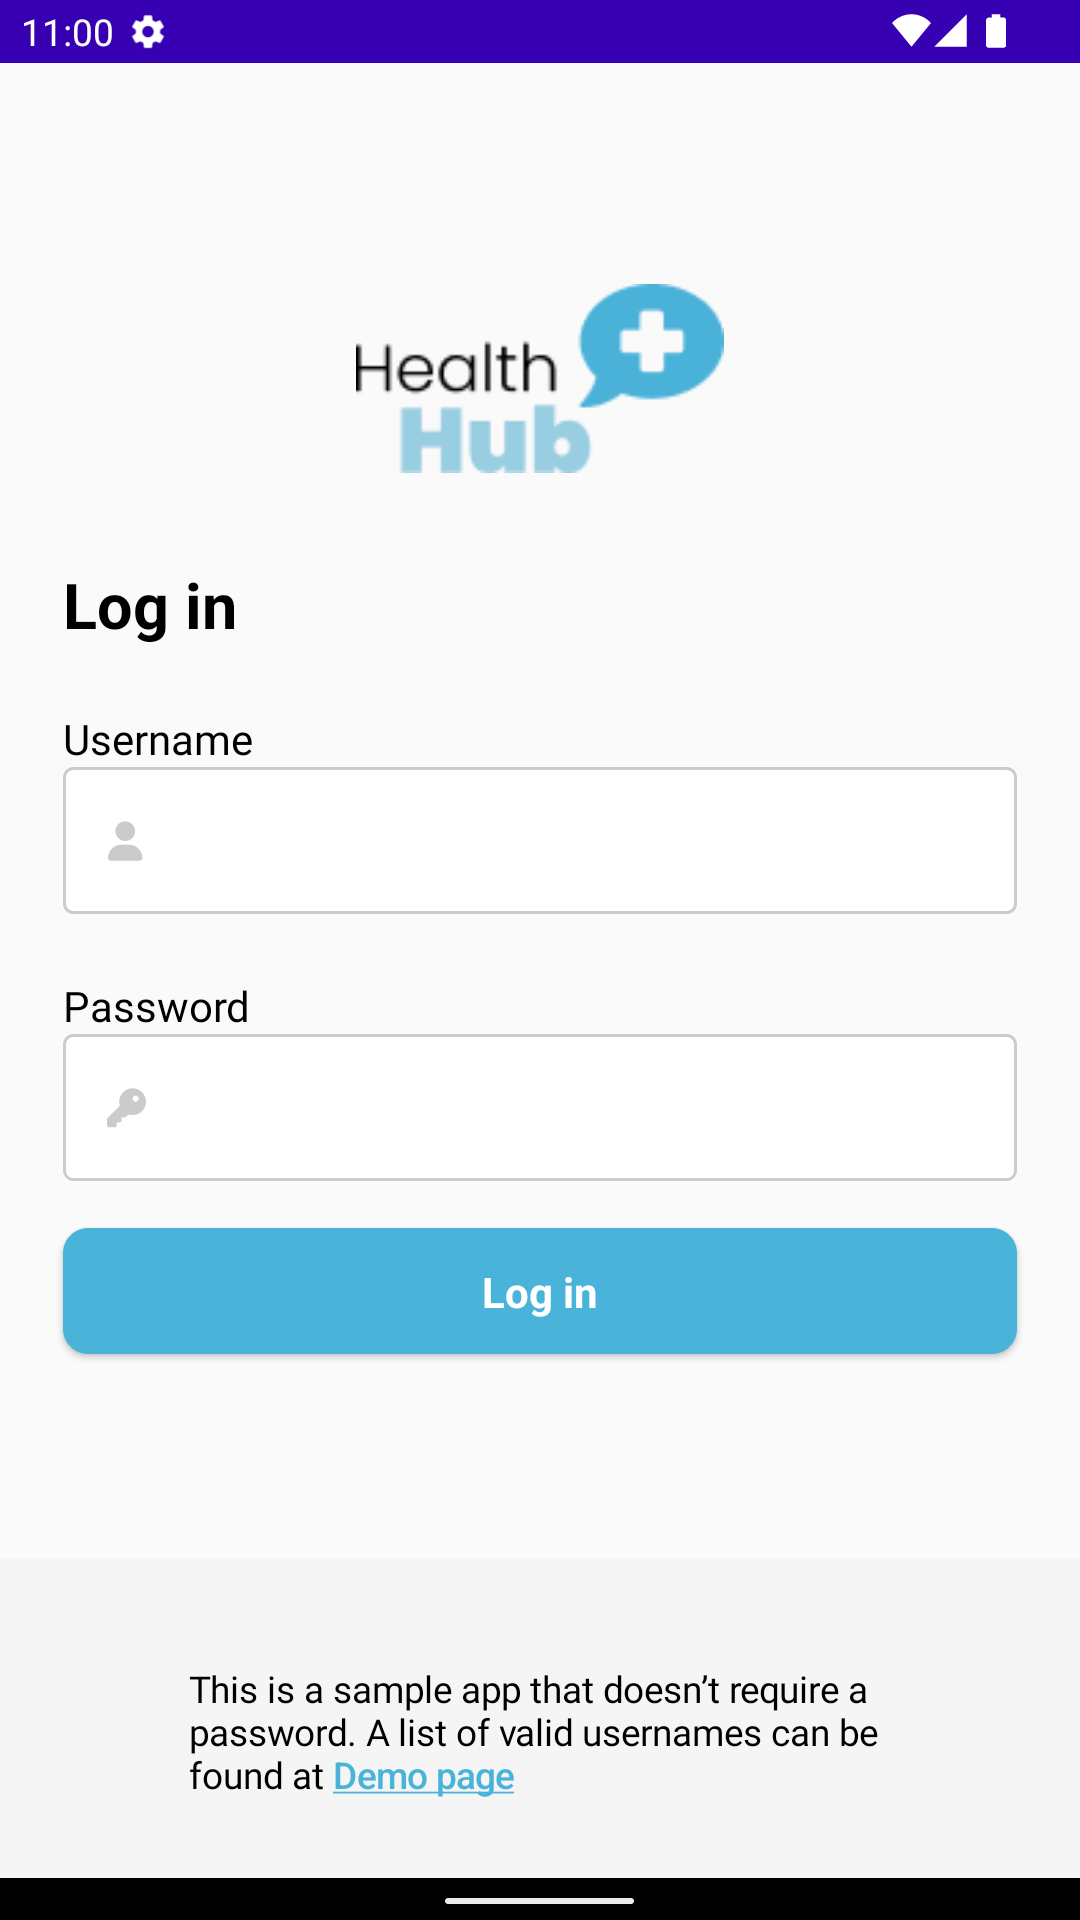 11:00
Health
Hub
Log in
Username
Password
Log in
This is a sample app that doesn’t require a
password. A list of valid usernames can be
found at Demo page